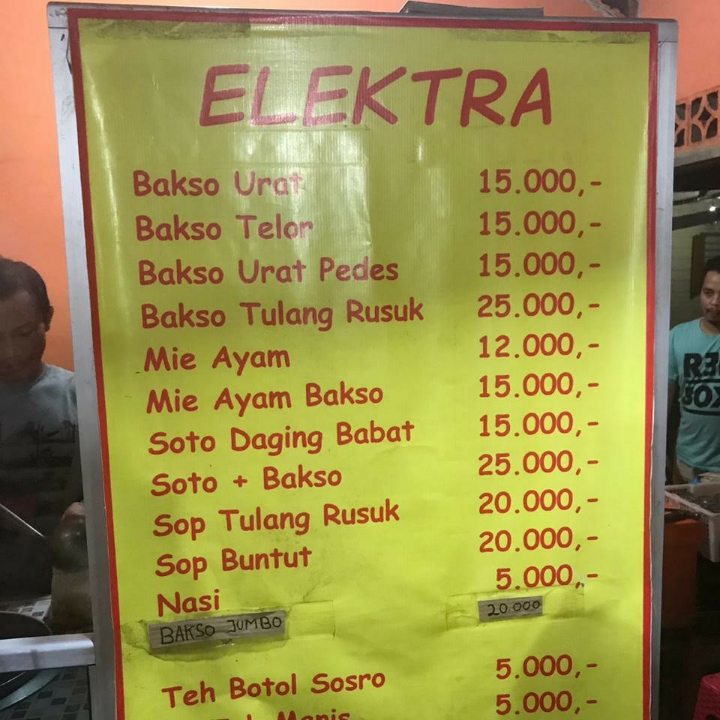 ELEKTRA
Bakso Urat 15.000,-
Bakso Telor 15.000,-
Bakso Urat Pedes 15.000,-
Bakso Tulang Rusuk 25.000,-
Mie Ayam 12.000,-
Mie Ayam Bakso 15.000,-
Soto Daging Babat 15.000,-
Soto + Bakso 25.000,-
Sop Tulang Rusuk 20.000,-
Sop Buntut 20.000,-
Nasi 5.000,-
BAKSO JUMBO 20.000
Teh Botol Sosro 5.000,-
Manis 5.000,-